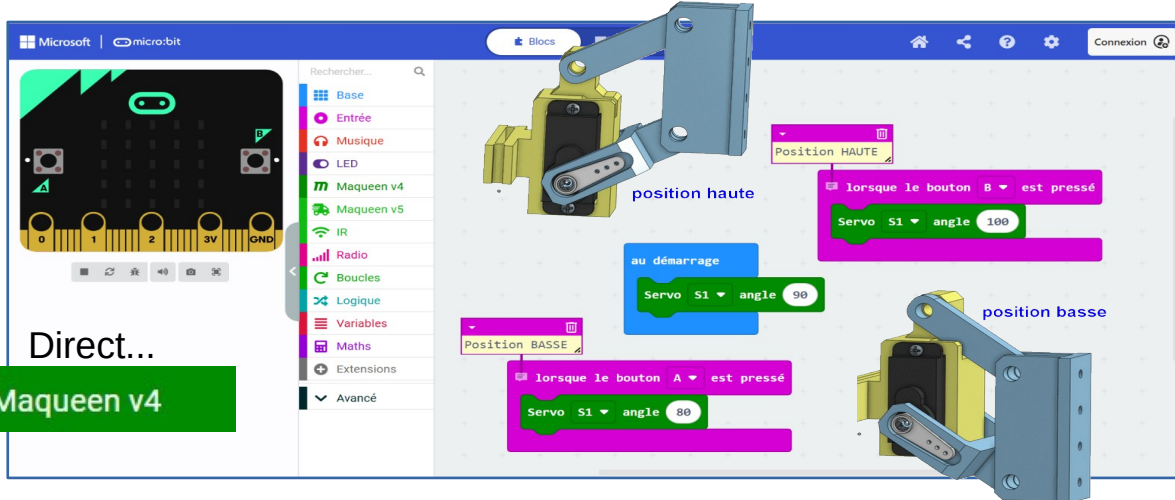 Microsoft | micro:bit
Blocs
Connexion
Rechercher...
Base
Entrée
Musique
LED
Maqueen v4
Maqueen v5
IR
Radio
Boucles
Logique
Variables
Maths
Extensions
Avancé
A
B
0 1 2 3V GND
Direct...
Maqueen v4
position haute
Position HAUTE
lorsque le bouton B est pressé
Servo S1 angle 100
au démarrage
Servo S1 angle 90
position basse
Position BASSE
lorsque le bouton A est pressé
Servo S1 angle 80